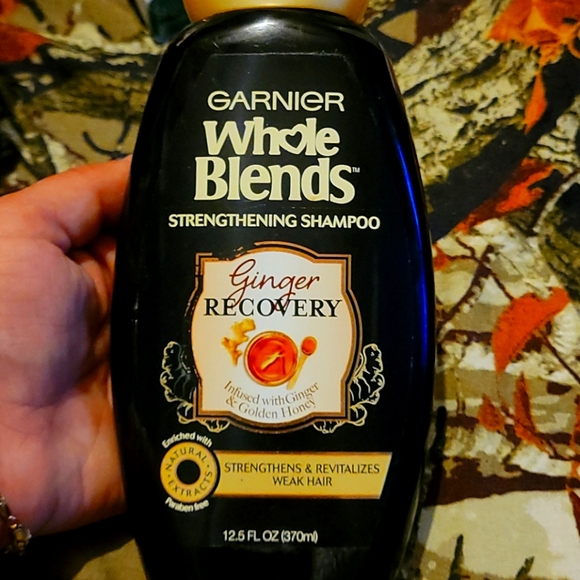 GARNIER
Whole
Blends™
STRENGTHENING SHAMPOO
Ginger
RECOVERY
Infused with Ginger
& Golden Honey
Enriched with
NATURAL
EXTRACTS
Paraben free
STRENGTHENS & REVITALIZES
WEAK HAIR
12.5 FL OZ (370ml)